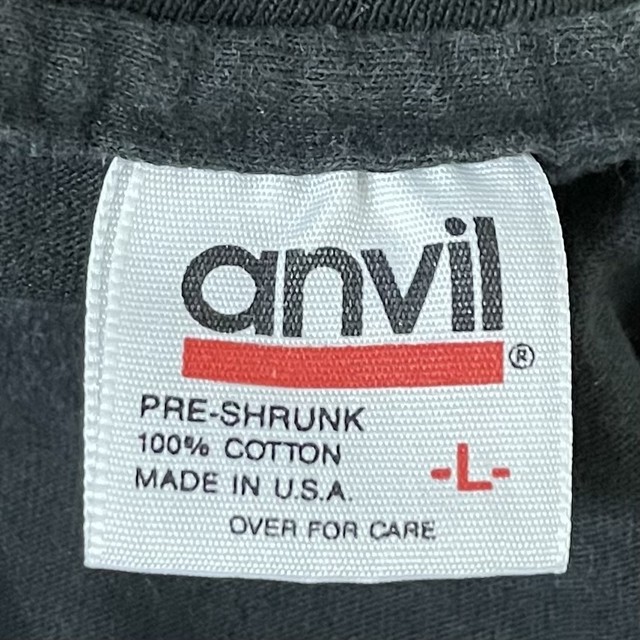 anvil®
PRE-SHRUNK
100% COTTON
MADE IN U.S.A.
-L-
OVER FOR CARE